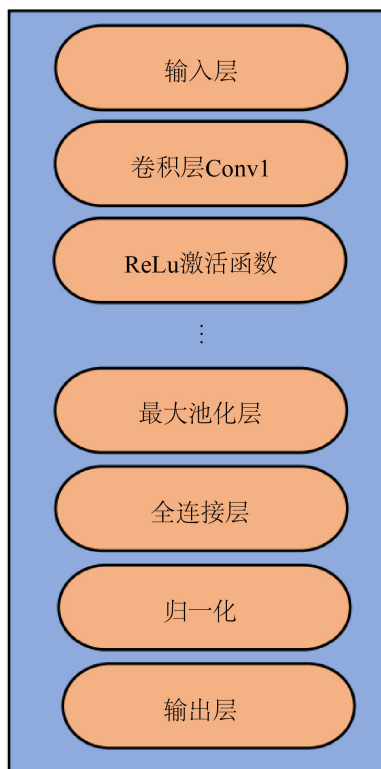 输入层
卷积层Conv1
ReLu激活函数
⋮
最大池化层
全连接层
归一化
输出层